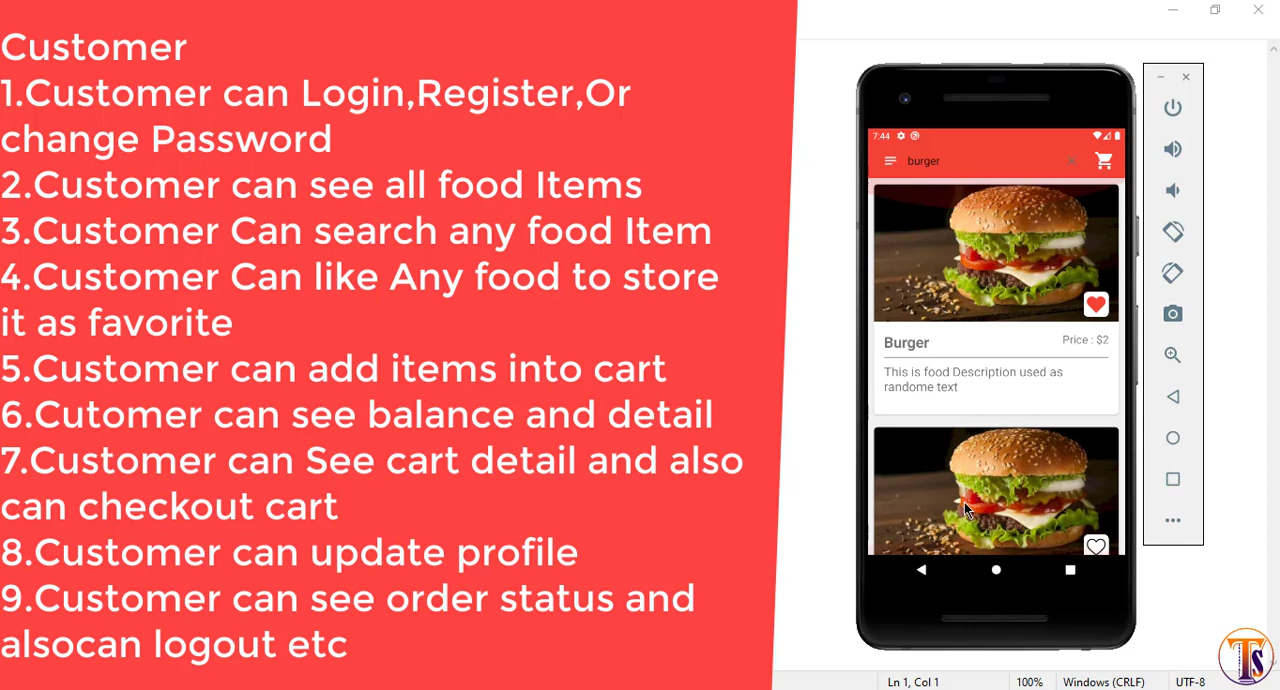 Customer
1.Customer can Login,Register,Or
change Password
2.Customer can see all food Items
3.Customer Can search any food Item
4.Customer Can like Any food to store
it as favorite
5.Customer can add items into cart
6.Cutomer can see balance and detail
7.Customer can See cart detail and also
can checkout cart
8.Customer can update profile
9.Customer can see order status and
alsocan logout etc
7:44
burger
Burger
Price : $2
This is food Description used as
randome text
Ln 1, Col 1
100%
Windows (CRLF)
UTF-8
TS